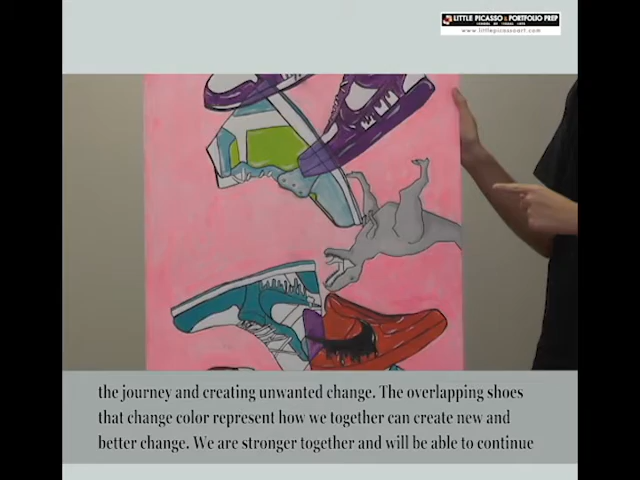 LITTLE PICASSO & PORTFOLIO PREP
www.littlepicassoart.com
the journey and creating unwanted change. The overlapping shoes
that change color represent how we together can create new and
better change. We are stronger together and will be able to continue